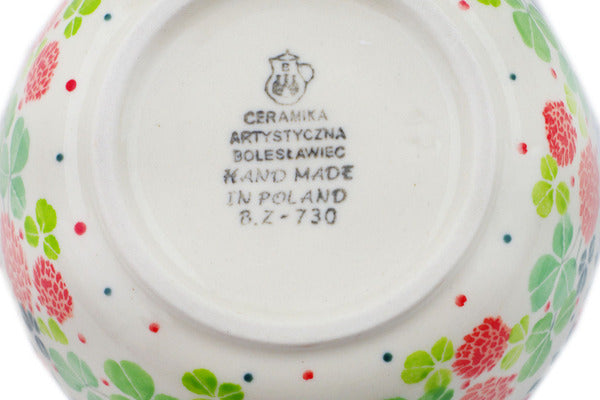 CERAMIKA
ARTYSTYCZNA
BOLESŁAWIEC
HAND MADE
IN POLAND
B.Z-730